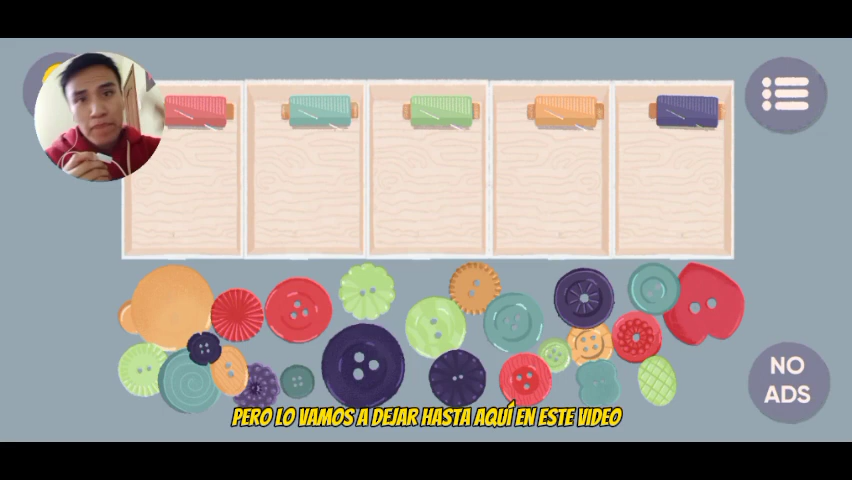 NO
ADS
PERO LO VAMOS A DEJAR HASTA AQUÍ EN ESTE VIDEO